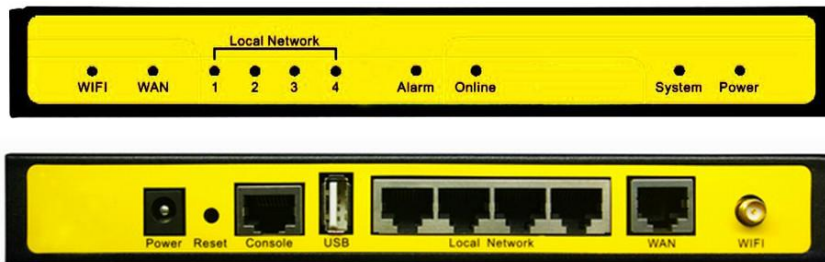 Local Network
WIFI WAN 1 2 3 4 Alarm Online System Power
Power Reset Console USB Local Network WAN WIFI